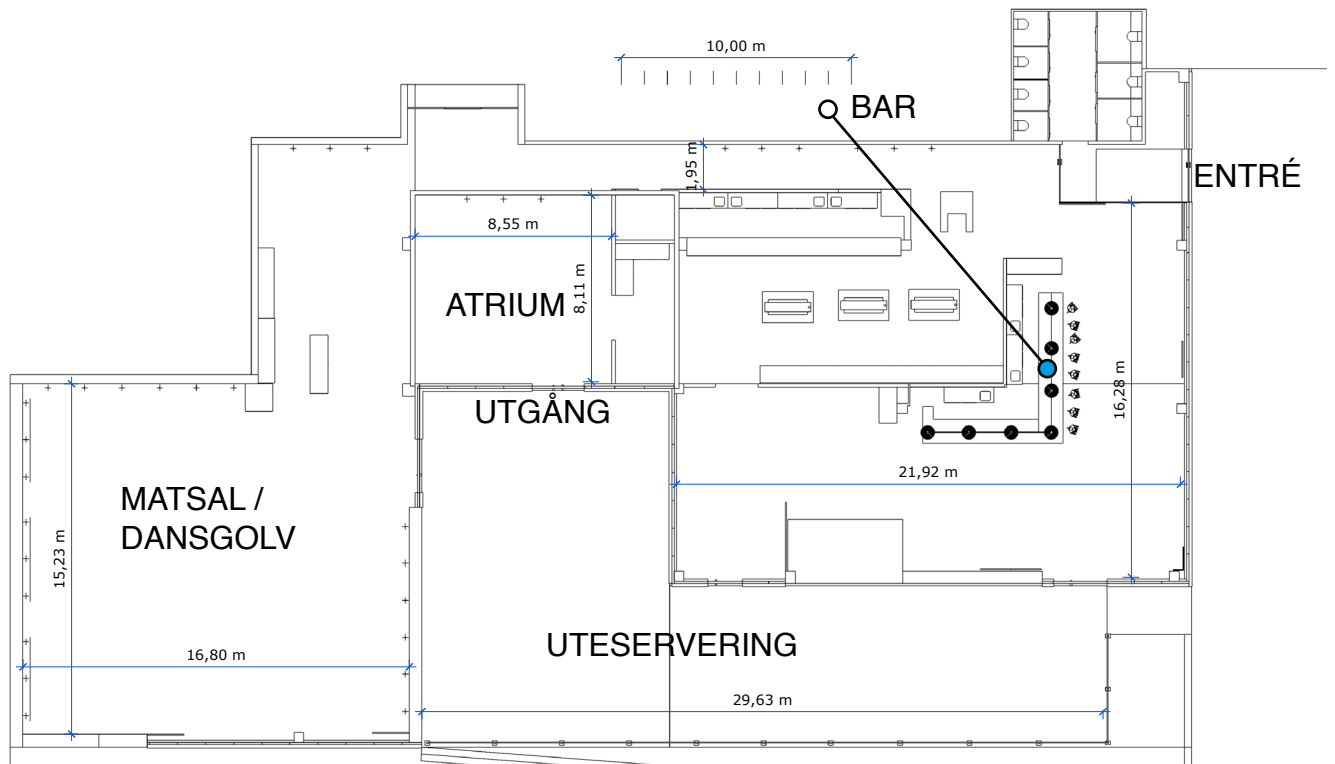 10,00 m
BAR
1,95 m
ENTRÉ
8,55 m
8,11 m
ATRIUM
16,28 m
UTGÅNG
21,92 m
MATSAL /
DANSGOLV
15,23 m
UTESERVERING
16,80 m
29,63 m